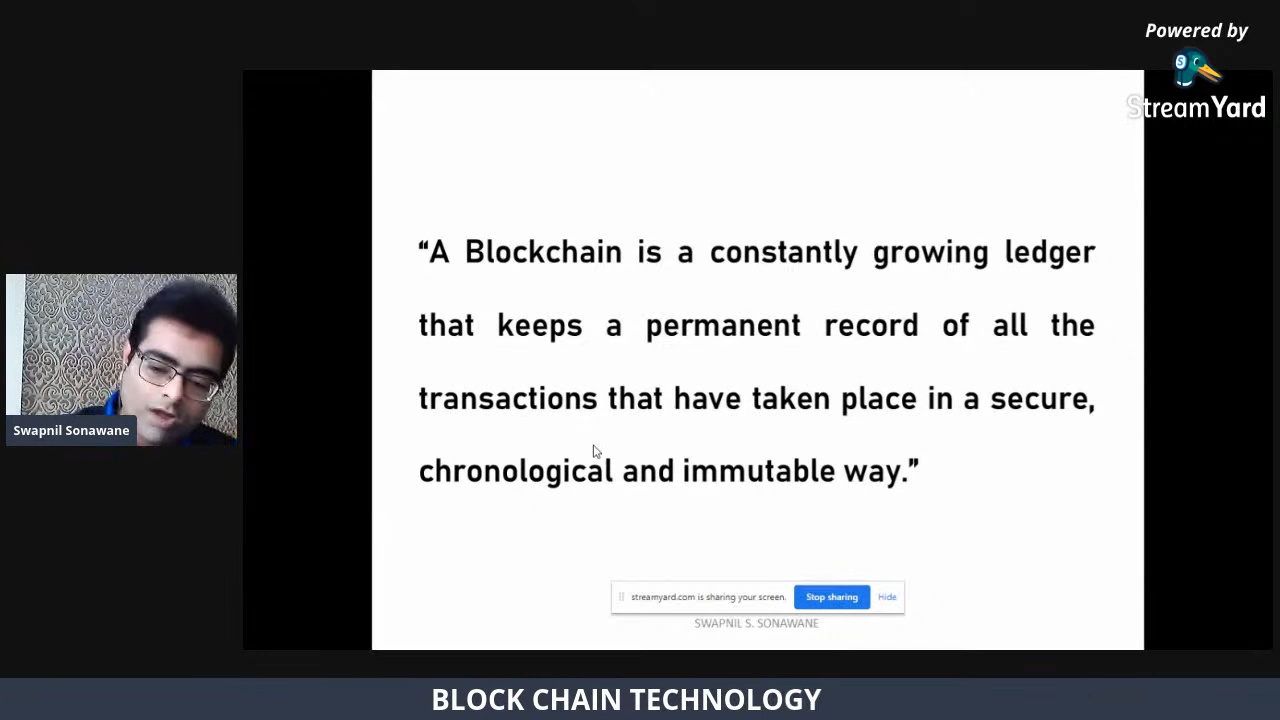 Powered by
StreamYard
“A Blockchain is a constantly growing ledger
that keeps a permanent record of all the
transactions that have taken place in a secure,
chronological and immutable way.”
Swapnil Sonawane
streamyard.com is sharing your screen. Stop sharing Hide
SWAPNIL S. SONAWANE
BLOCK CHAIN TECHNOLOGY